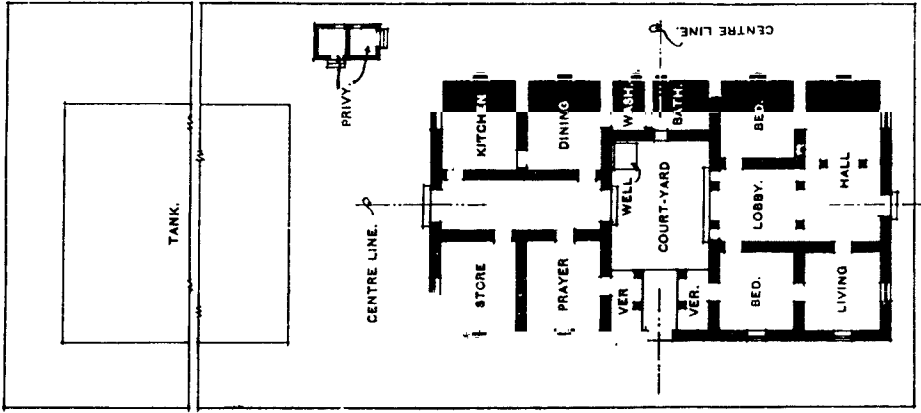 CENTRE LINE.
PRIVY.
KITCHEN
DINING
WASH.
BATH.
BED.
TANK.
CENTRE LINE.
WELL
COURT-YARD
LOBBY.
HALL
STORE
PRAYER
VER
VER.
BED.
LIVING